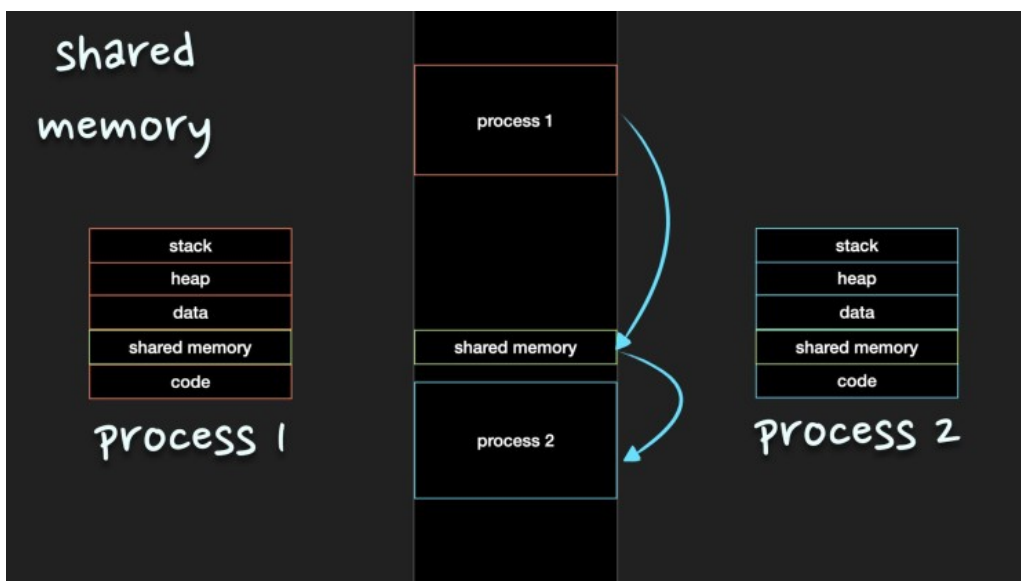 shared
memory
process 1
stack
heap
data
shared memory
code
process 1
shared memory
process 2
stack
heap
data
shared memory
code
process 2